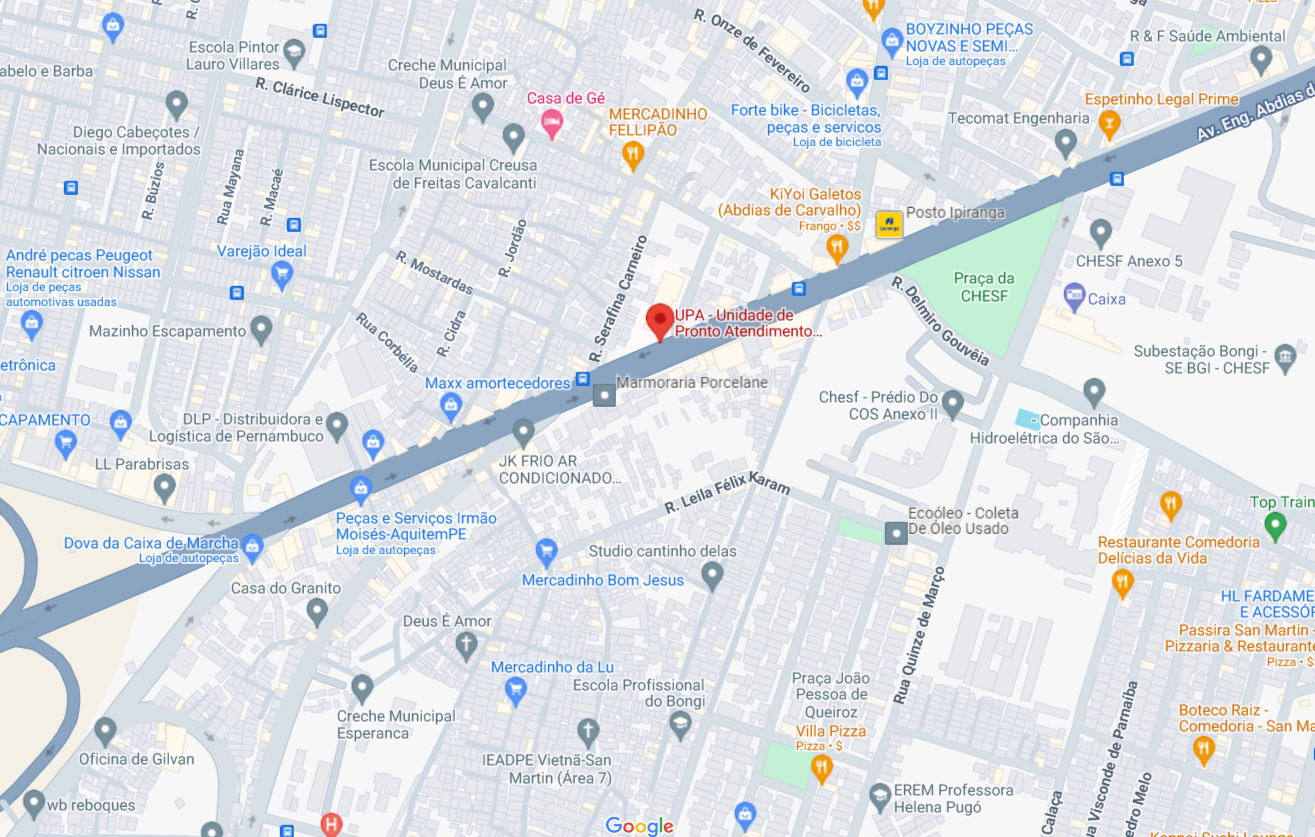 R. Onze de Fevereiro
BOYZINHO PEÇAS
NOVAS E SEMI...
Loja de autopeças
R & F Saúde Ambiental
Escola Pintor
Lauro Villares
Creche Municipal
Deus É Amor
abelo e Barba
R. Clárice Lispector
Casa de Gé
MERCADINHO
FELLIPÃO
Forte bike - Bicicletas,
peças e servicos
Loja de bicicleta
Espetinho Legal Prime
Tecomat Engenharia
Av. Eng. Abdias d
Diego Cabeçotes /
Nacionais e Importados
Escola Municipal Creusa
de Freitas Cavalcanti
R. Búzios
Rua Mayana
R. Macaé
KiYoi Galetos
(Abdias de Carvalho)
Frango • $$
Posto Ipiranga
Ipiranga
André pecas Peugeot
Renault citroen Nissan
Loja de peças
automotivas usadas
Varejão Ideal
R. Jordão
R. Mostardas
R. Serafina Carneiro
CHESF Anexo 5
Praça da
CHESF
Caixa
R. Delmiro Gouvêia
Mazinho Escapamento
Rua Corbélia
R. Cidra
UPA - Unidade de
Pronto Atendimento...
etrônica
Subestação Bongi -
SE BGI - CHESF
Maxx amortecedores
Marmoraria Porcelane
Chesf - Prédio Do
COS Anexo II
CAPAMENTO
DLP - Distribuidora e
Logística de Pernambuco
Companhia
Hidroelétrica do São...
LL Parabrisas
JK FRIO AR
CONDICIONADO...
R. Leila Félix Karam
Peças e Serviços Irmão
Moisés-AquitemPE
Loja de autopeças
Ecoóleo - Coleta
De Óleo Usado
Top Train
Dova da Caixa de Marcha
Loja de autopeças
Studio cantinho delas
Restaurante Comedoria
Delícias da Vida
Casa do Granito
Mercadinho Bom Jesus
HL FARDAME
E ACESSÓR
Deus É Amor
Rua Quinze de Março
Passira San Martin -
Pizzaria & Restaurante
Pizza • $
Mercadinho da Lu
Escola Profissional
do Bongi
Praça João
Pessoa de
Queiroz
Creche Municipal
Esperanca
Villa Pizza
Pizza • $
Boteco Raiz -
Comedoria - San Ma
Oficina de Gilvan
IEADPE Vietnã-San
Martin (Área 7)
ua Visconde de Parnaíba
EREM Professora
Helena Pugó
Calaça
edro Melo
wb reboques
H
Google